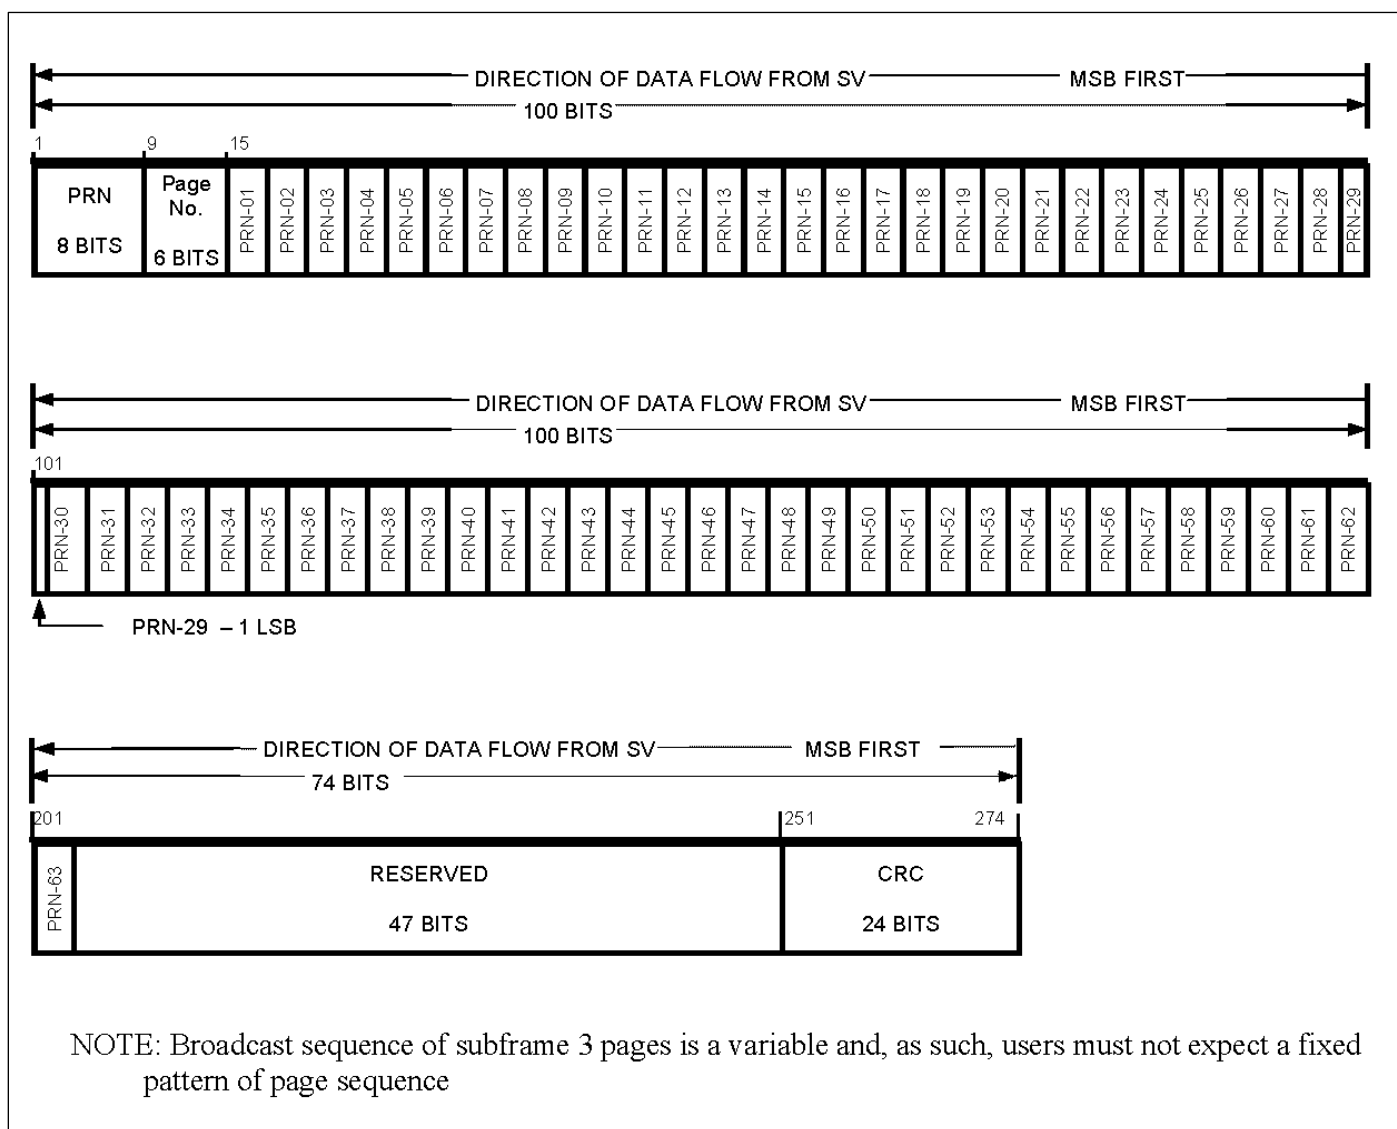 DIRECTION OF DATA FLOW FROM SV MSB FIRST
100 BITS
1 9 15
PRN
8 BITS
Page
No.
6 BITS
PRN-01
PRN-02
PRN-03
PRN-04
PRN-05
PRN-06
PRN-07
PRN-08
PRN-09
PRN-10
PRN-11
PRN-12
PRN-13
PRN-14
PRN-15
PRN-16
PRN-17
PRN-18
PRN-19
PRN-20
PRN-21
PRN-22
PRN-23
PRN-24
PRN-25
PRN-26
PRN-27
PRN-28
PRN-29
DIRECTION OF DATA FLOW FROM SV MSB FIRST
100 BITS
101
PRN-30
PRN-31
PRN-32
PRN-33
PRN-34
PRN-35
PRN-36
PRN-37
PRN-38
PRN-39
PRN-40
PRN-41
PRN-42
PRN-43
PRN-44
PRN-45
PRN-46
PRN-47
PRN-48
PRN-49
PRN-50
PRN-51
PRN-52
PRN-53
PRN-54
PRN-55
PRN-56
PRN-57
PRN-58
PRN-59
PRN-60
PRN-61
PRN-62
PRN-29 – 1 LSB
DIRECTION OF DATA FLOW FROM SV MSB FIRST
74 BITS
201 251 274
PRN-63
RESERVED
47 BITS
CRC
24 BITS
NOTE: Broadcast sequence of subframe 3 pages is a variable and, as such, users must not expect a fixed
pattern of page sequence